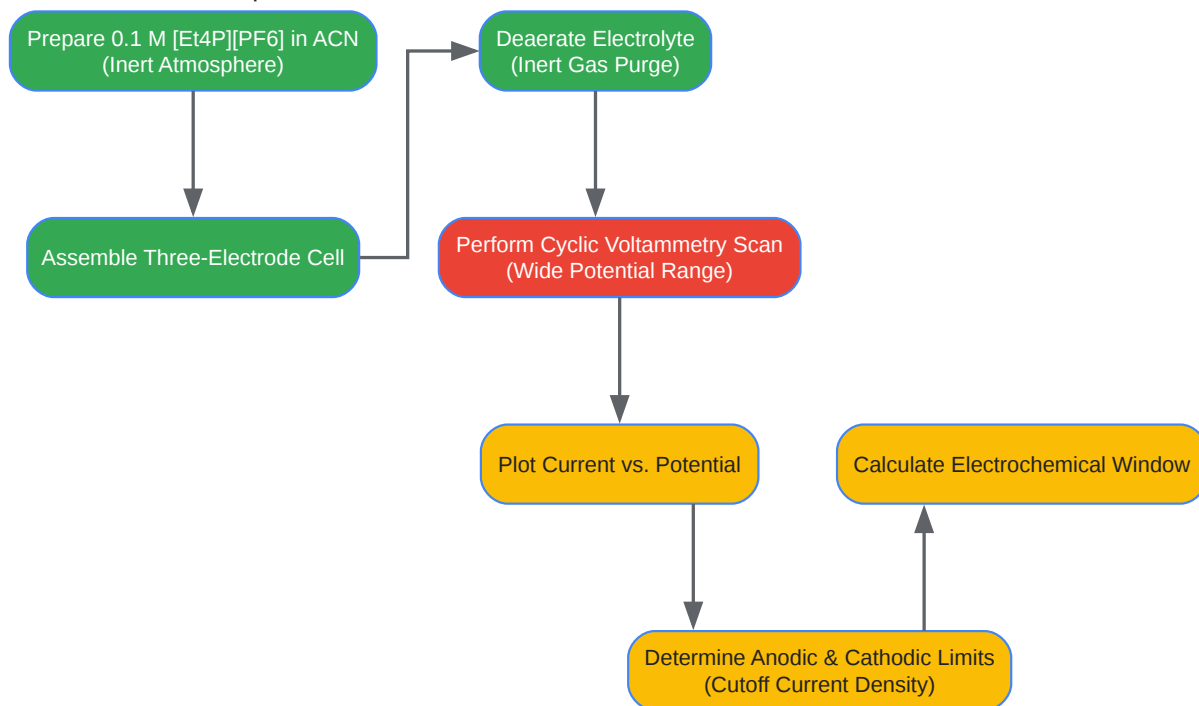 Prepare 0.1 M [Et4P][PF6] in ACN
(Inert Atmosphere)
Assemble Three-Electrode Cell
Deaerate Electrolyte
(Inert Gas Purge)
Perform Cyclic Voltammetry Scan
(Wide Potential Range)
Plot Current vs. Potential
Determine Anodic & Cathodic Limits
(Cutoff Current Density)
Calculate Electrochemical Window